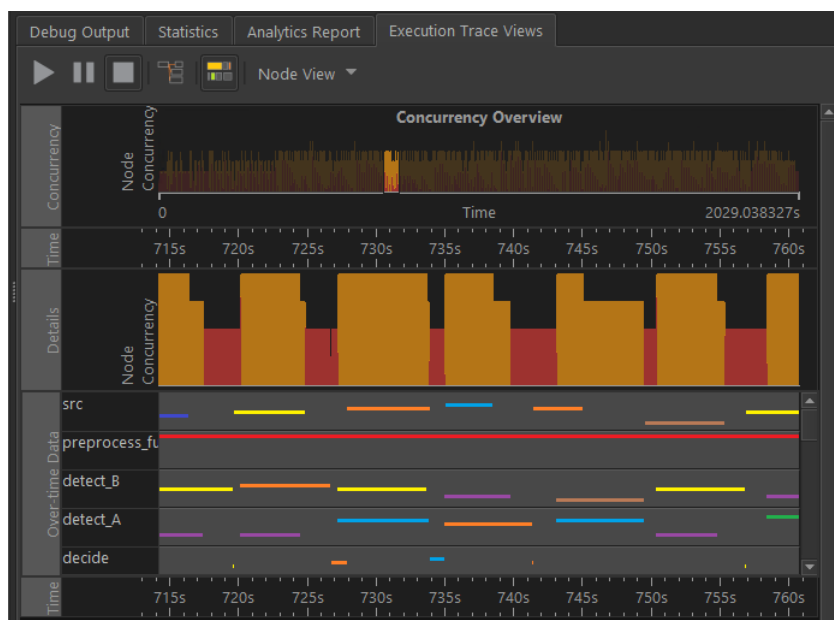 Debug Output Statistics Analytics Report Execution Trace Views
Node View
Concurrency
Node
Concurrency
Concurrency Overview
0 Time 2029.038327s
Time
715s 720s 725s 730s 735s 740s 745s 750s 755s 760s
Details
Node
Concurrency
Over-time Data
src
preprocess_fu
detect_B
detect_A
decide
Time
715s 720s 725s 730s 735s 740s 745s 750s 755s 760s